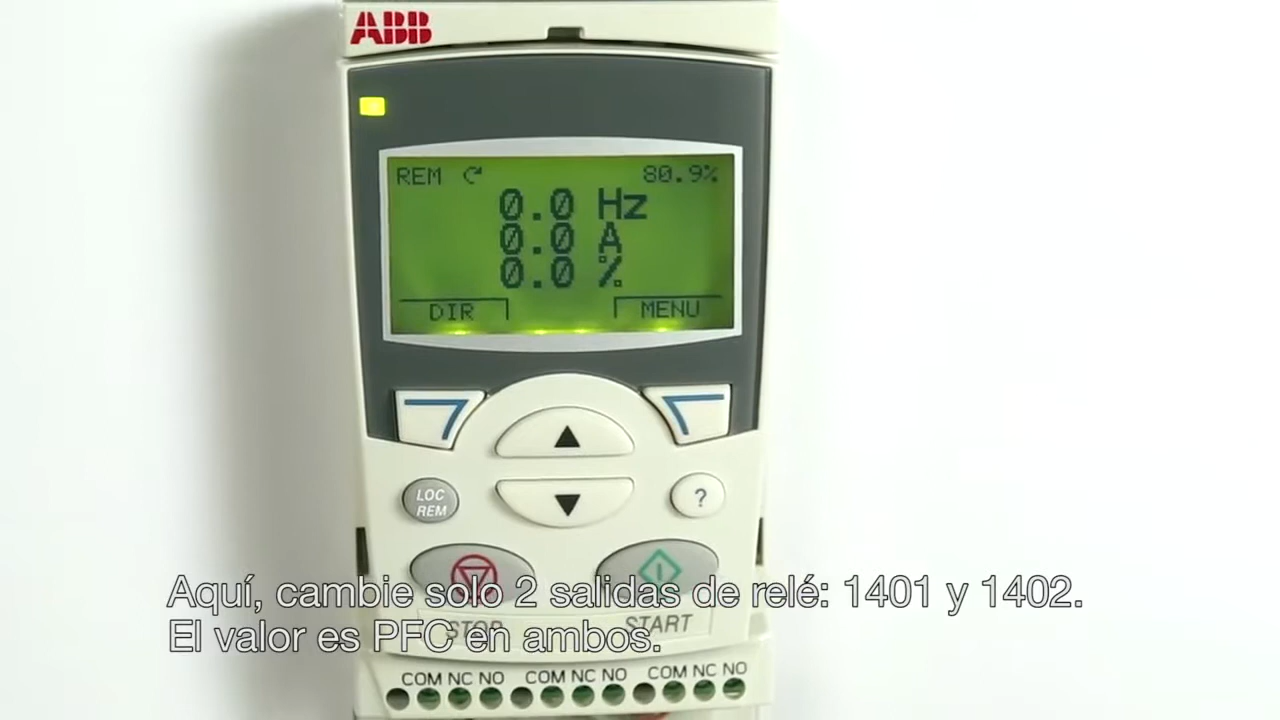 ABB
REM 80.9%
0.0 Hz
0.0 A
0.0 %
DIR MENU
LOC
REM
?
Aquí, cambie solo 2 salidas de relé: 1401 y 1402.
El valor es PFC en ambos.
STOP START
COM NC NO COM NC NO COM NC NO